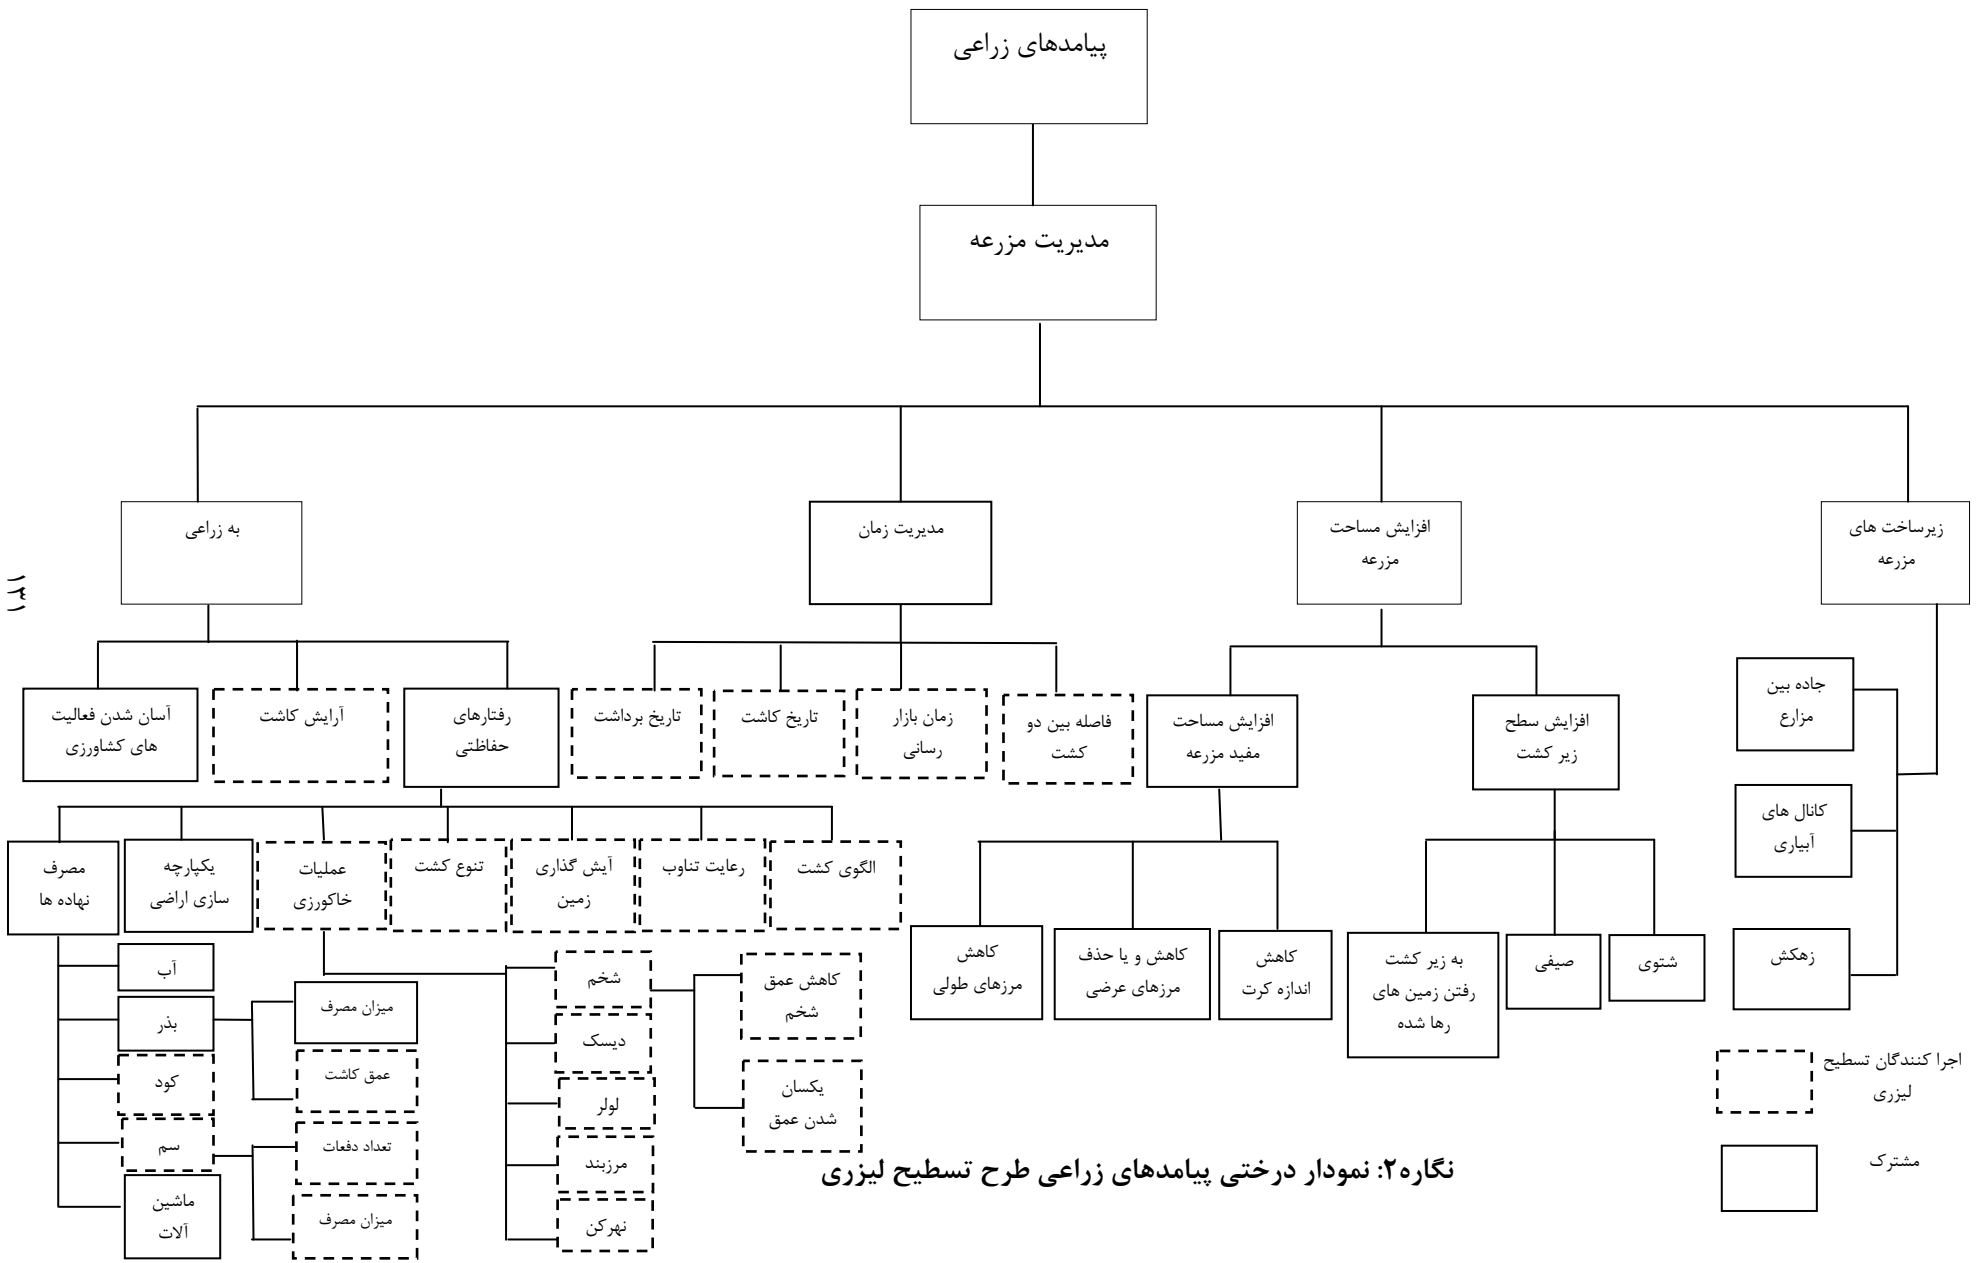 پیامدهای زراعی
مدیریت مزرعه
زیرساخت های
مزرعه
افزایش مساحت
مزرعه
مدیریت زمان
به زراعی
۱۳۱
جاده بین
مزارع
کانال های
آبیاری
زهکش
افزایش سطح
زیر کشت
افزایش مساحت
مفید مزرعه
فاصله بین دو
کشت
زمان بازار
رسانی
تاریخ کاشت
تاریخ برداشت
رفتارهای
حفاظتی
آرایش کاشت
آسان شدن فعالیت
های کشاورزی
شتوی
صیفی
به زیر کشت
رفتن زمین های
رها شده
کاهش
اندازه کرت
کاهش و یا حذف
مرزهای عرضی
کاهش
مرزهای طولی
الگوی کشت
رعایت تناوب
آیش گذاری
زمین
تنوع کشت
عملیات
خاکورزی
یکپارچه
سازی اراضی
مصرف
نهاده ها
کاهش عمق
شخم
یکسان
شدن عمق
شخم
دیسک
لولر
مرزبند
نهرکن
میزان مصرف
عمق کاشت
تعداد دفعات
میزان مصرف
آب
بذر
کود
سم
ماشین
آلات
اجرا کنندگان تسطیح
لیزری
مشترک
نگاره۲: نمودار درختی پیامدهای زراعی طرح تسطیح لیزری